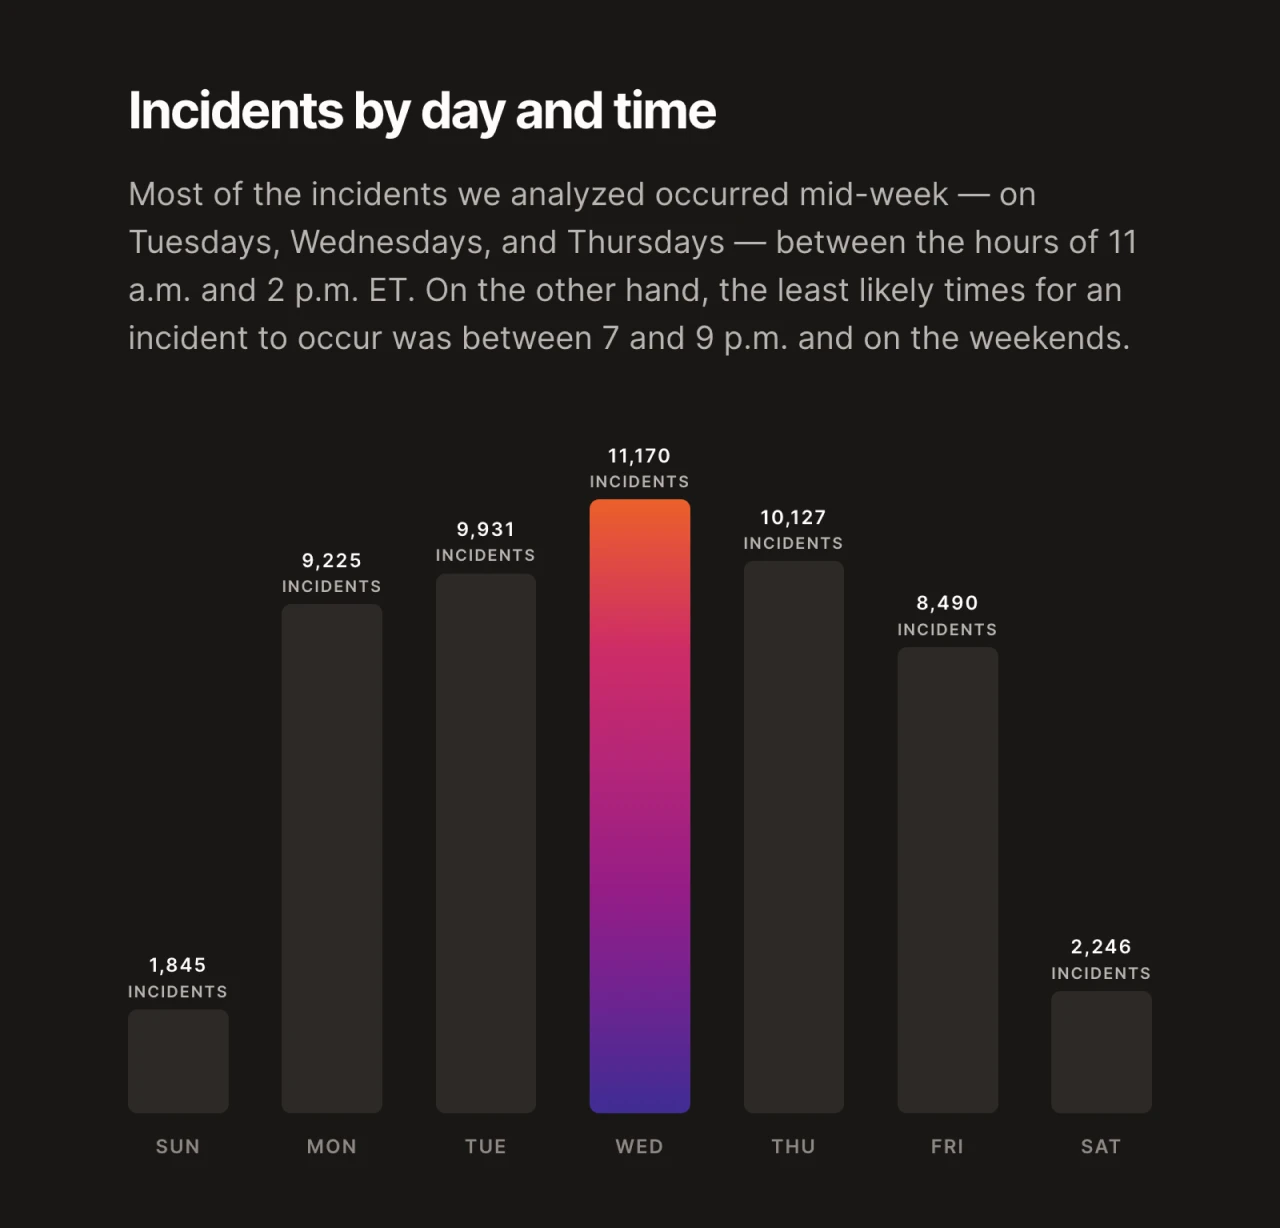 Incidents by day and time
Most of the incidents we analyzed occurred mid-week — on
Tuesdays, Wednesdays, and Thursdays — between the hours of 11
a.m. and 2 p.m. ET. On the other hand, the least likely times for an
incident to occur was between 7 and 9 p.m. and on the weekends.
1,845
INCIDENTS
9,225
INCIDENTS
9,931
INCIDENTS
11,170
INCIDENTS
10,127
INCIDENTS
8,490
INCIDENTS
2,246
INCIDENTS
SUN
MON
TUE
WED
THU
FRI
SAT